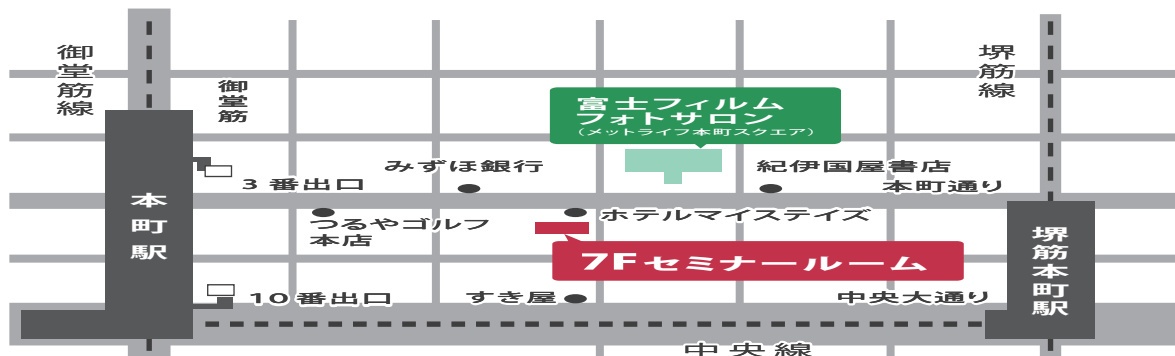 御堂筋線
御堂筋
堺筋線
富士フィルム
フォトサロン
(メットライフ本町スクエア)
みずほ銀行
紀伊国屋書店
3番出口
本町通り
本町駅
つるやゴルフ
本店
ホテルマイステイズ
堺筋本町駅
7Fセミナールーム
10番出口
すき屋
中央大通り
中央線